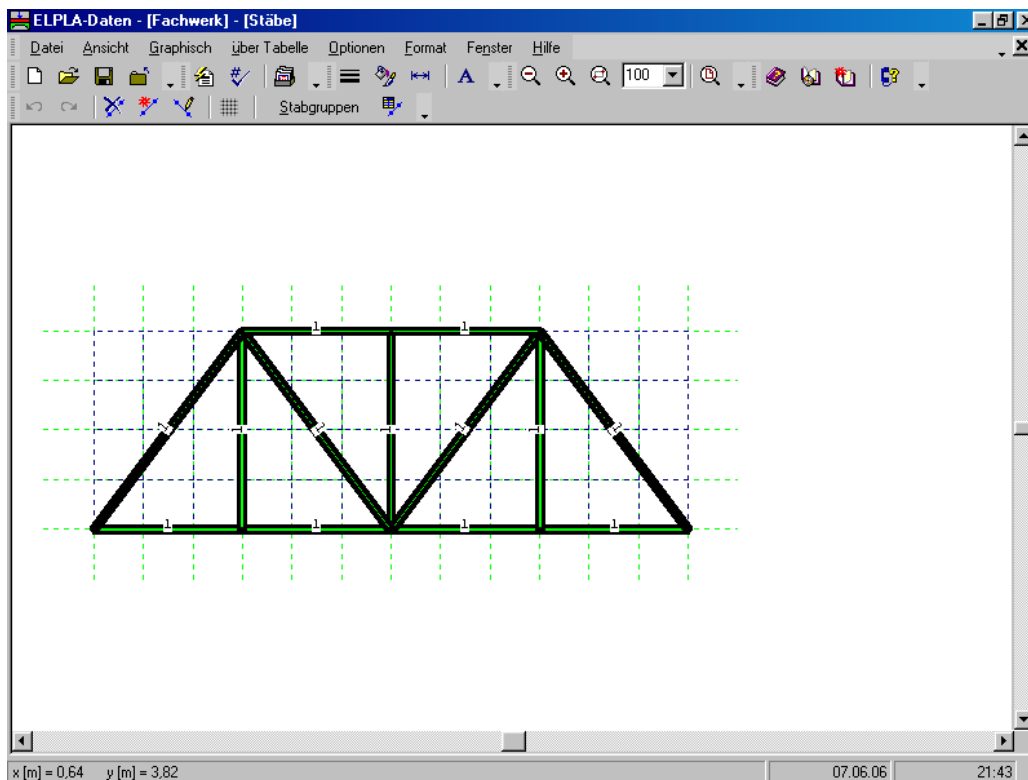 ELPLA-Daten - [Fachwerk] - [Stäbe]
Datei Ansicht Graphisch über Tabelle Optionen Format Fenster Hilfe
A 100
Stabgruppen
1 1
1 1 1 1 1 1 1
1 1 1 1
x [m] = 0,64 y [m] = 3,82 07.06.06 21:43